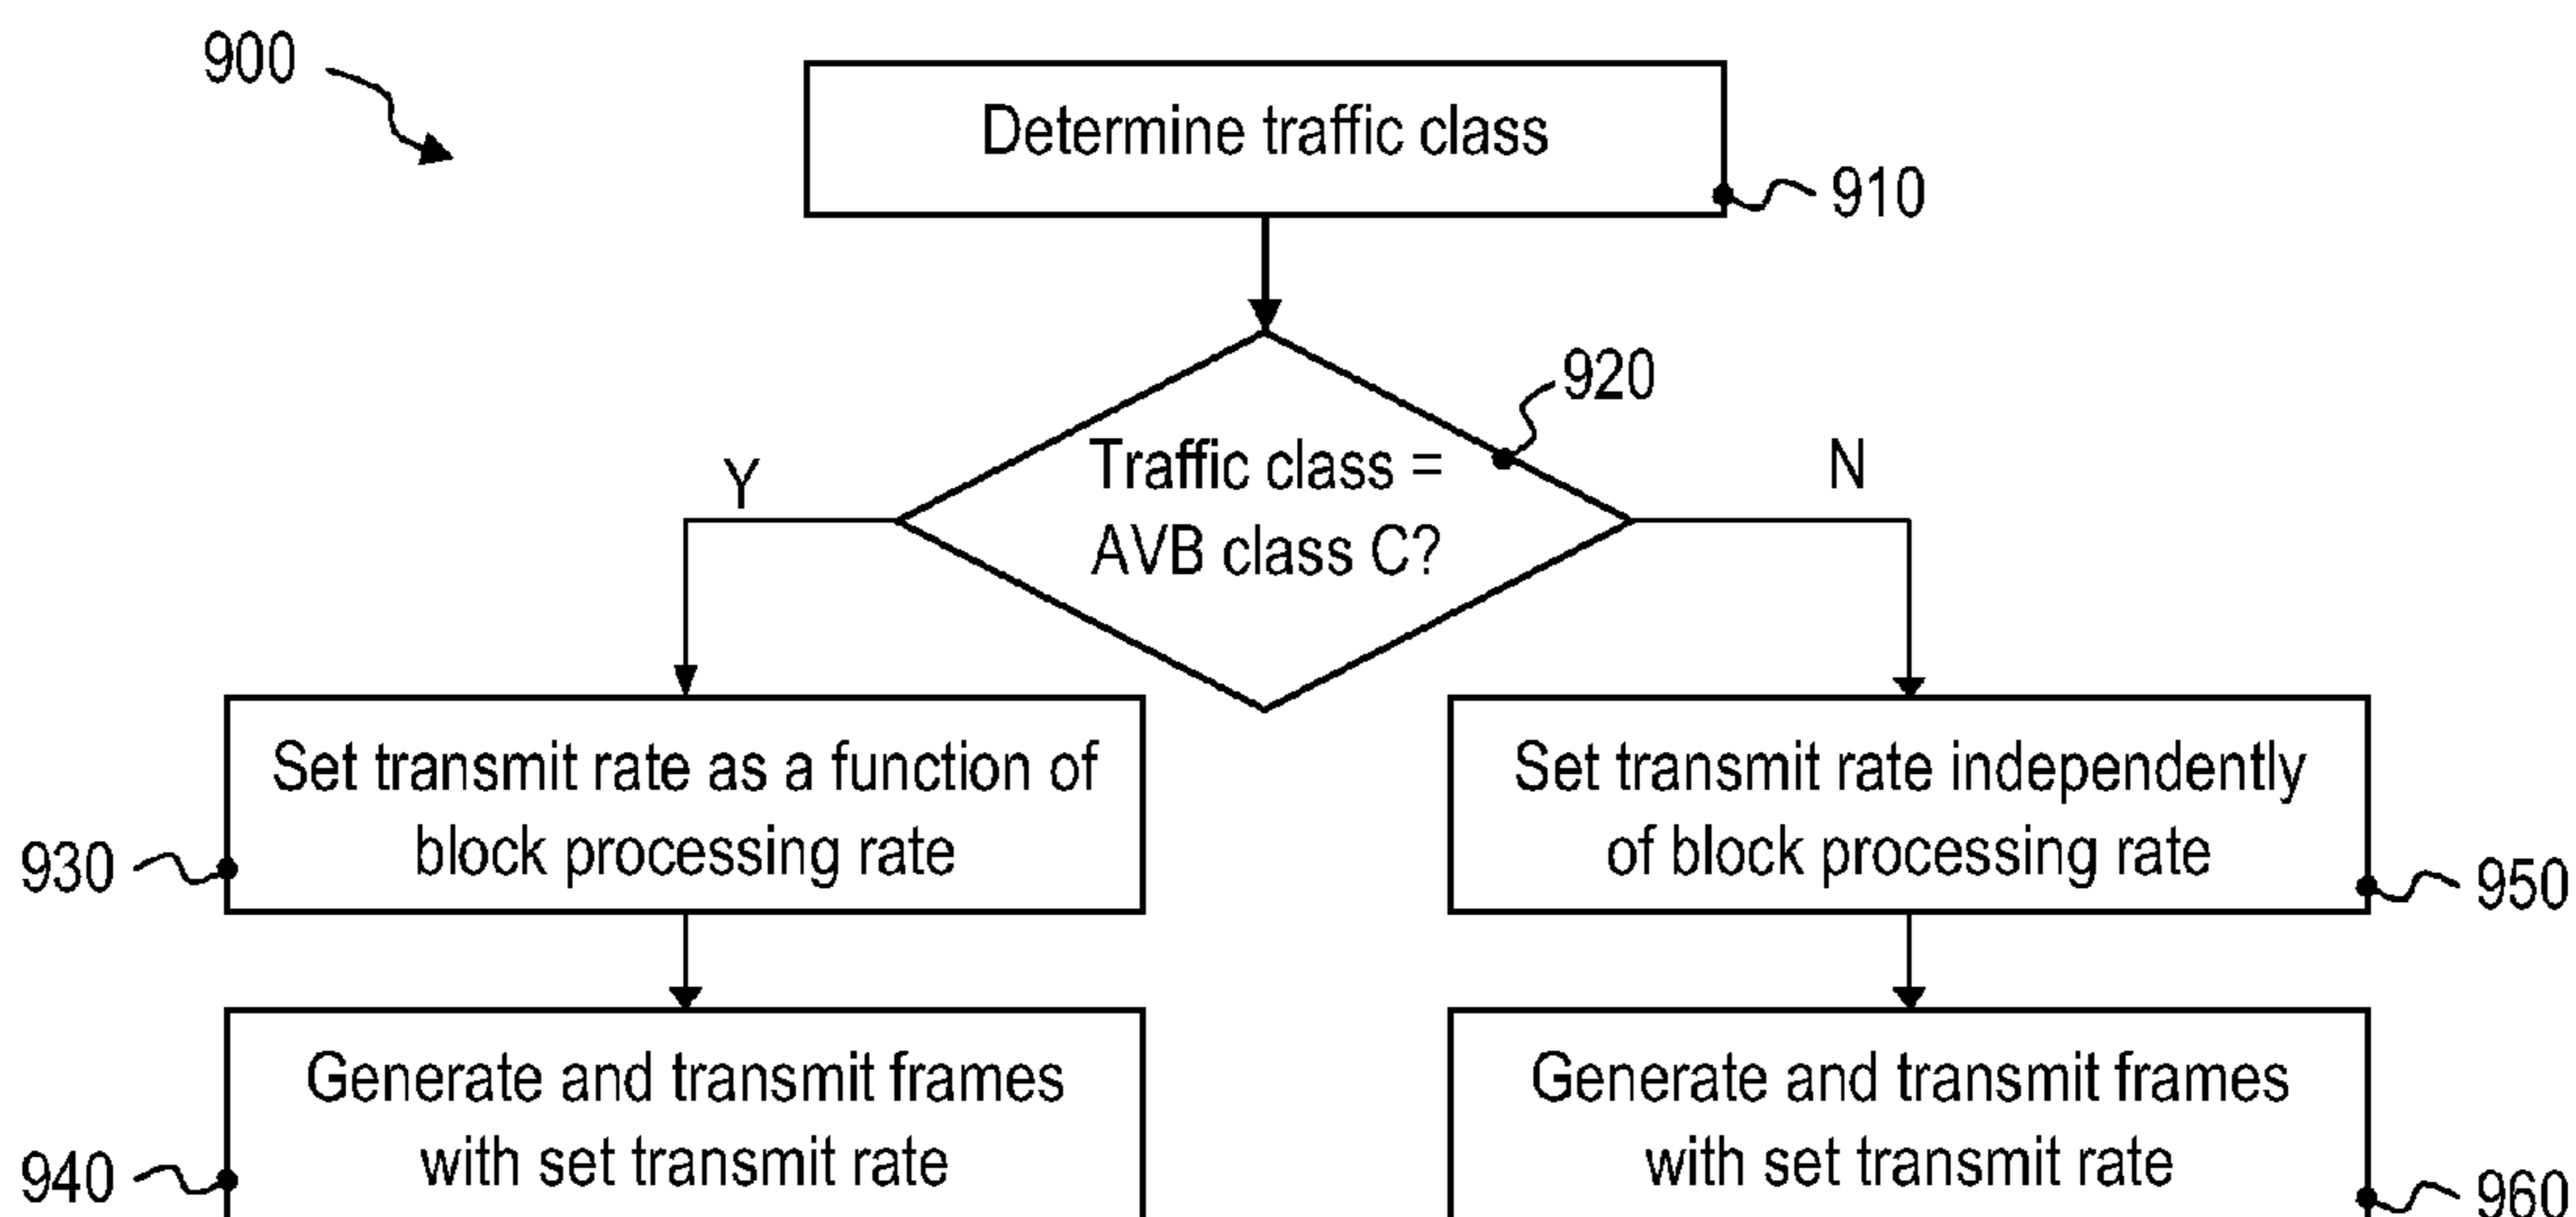 900
Determine traffic class
910
920
Traffic class =
AVB class C?
Y
N
Set transmit rate as a function of
block processing rate
930
Set transmit rate independently
of block processing rate
950
Generate and transmit frames
with set transmit rate
940
Generate and transmit frames
with set transmit rate
960